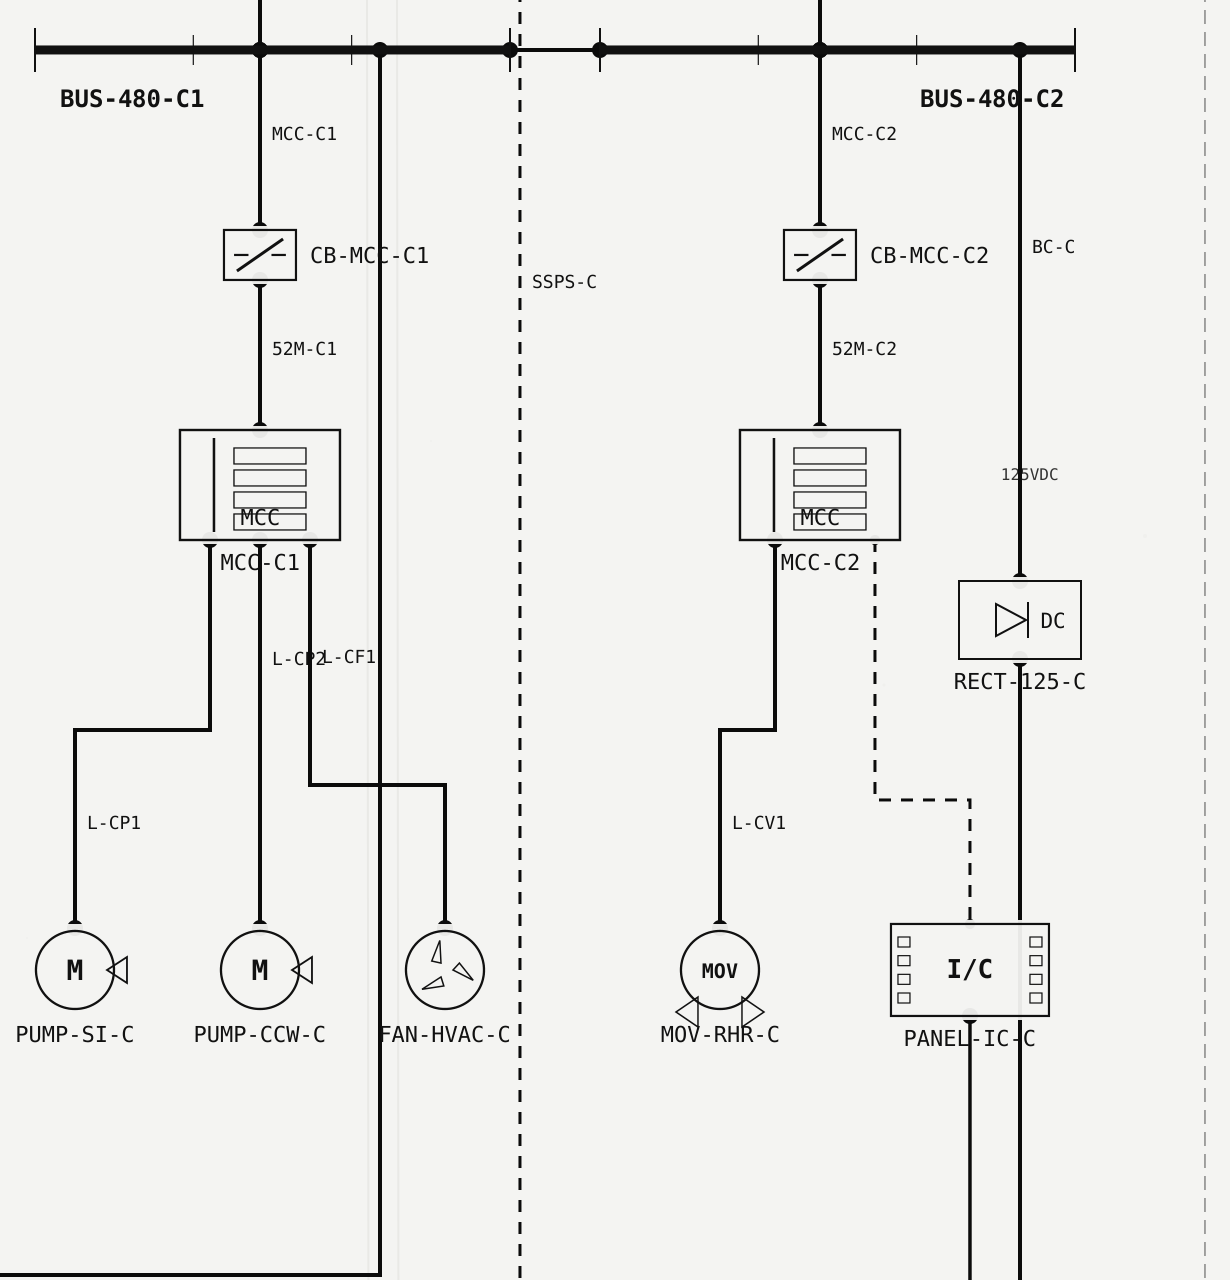 BUS-480-C1
BUS-480-C2
MCC-C1
MCC-C2
CB-MCC-C1
CB-MCC-C2
BC-C
SSPS-C
52M-C1
52M-C2
125VDC
MCC
MCC
MCC-C1
MCC-C2
DC
L-CP2
L-CF1
RECT-125-C
L-CP1
L-CV1
M
M
MOV
I/C
PUMP-SI-C
PUMP-CCW-C
FAN-HVAC-C
MOV-RHR-C
PANEL-IC-C